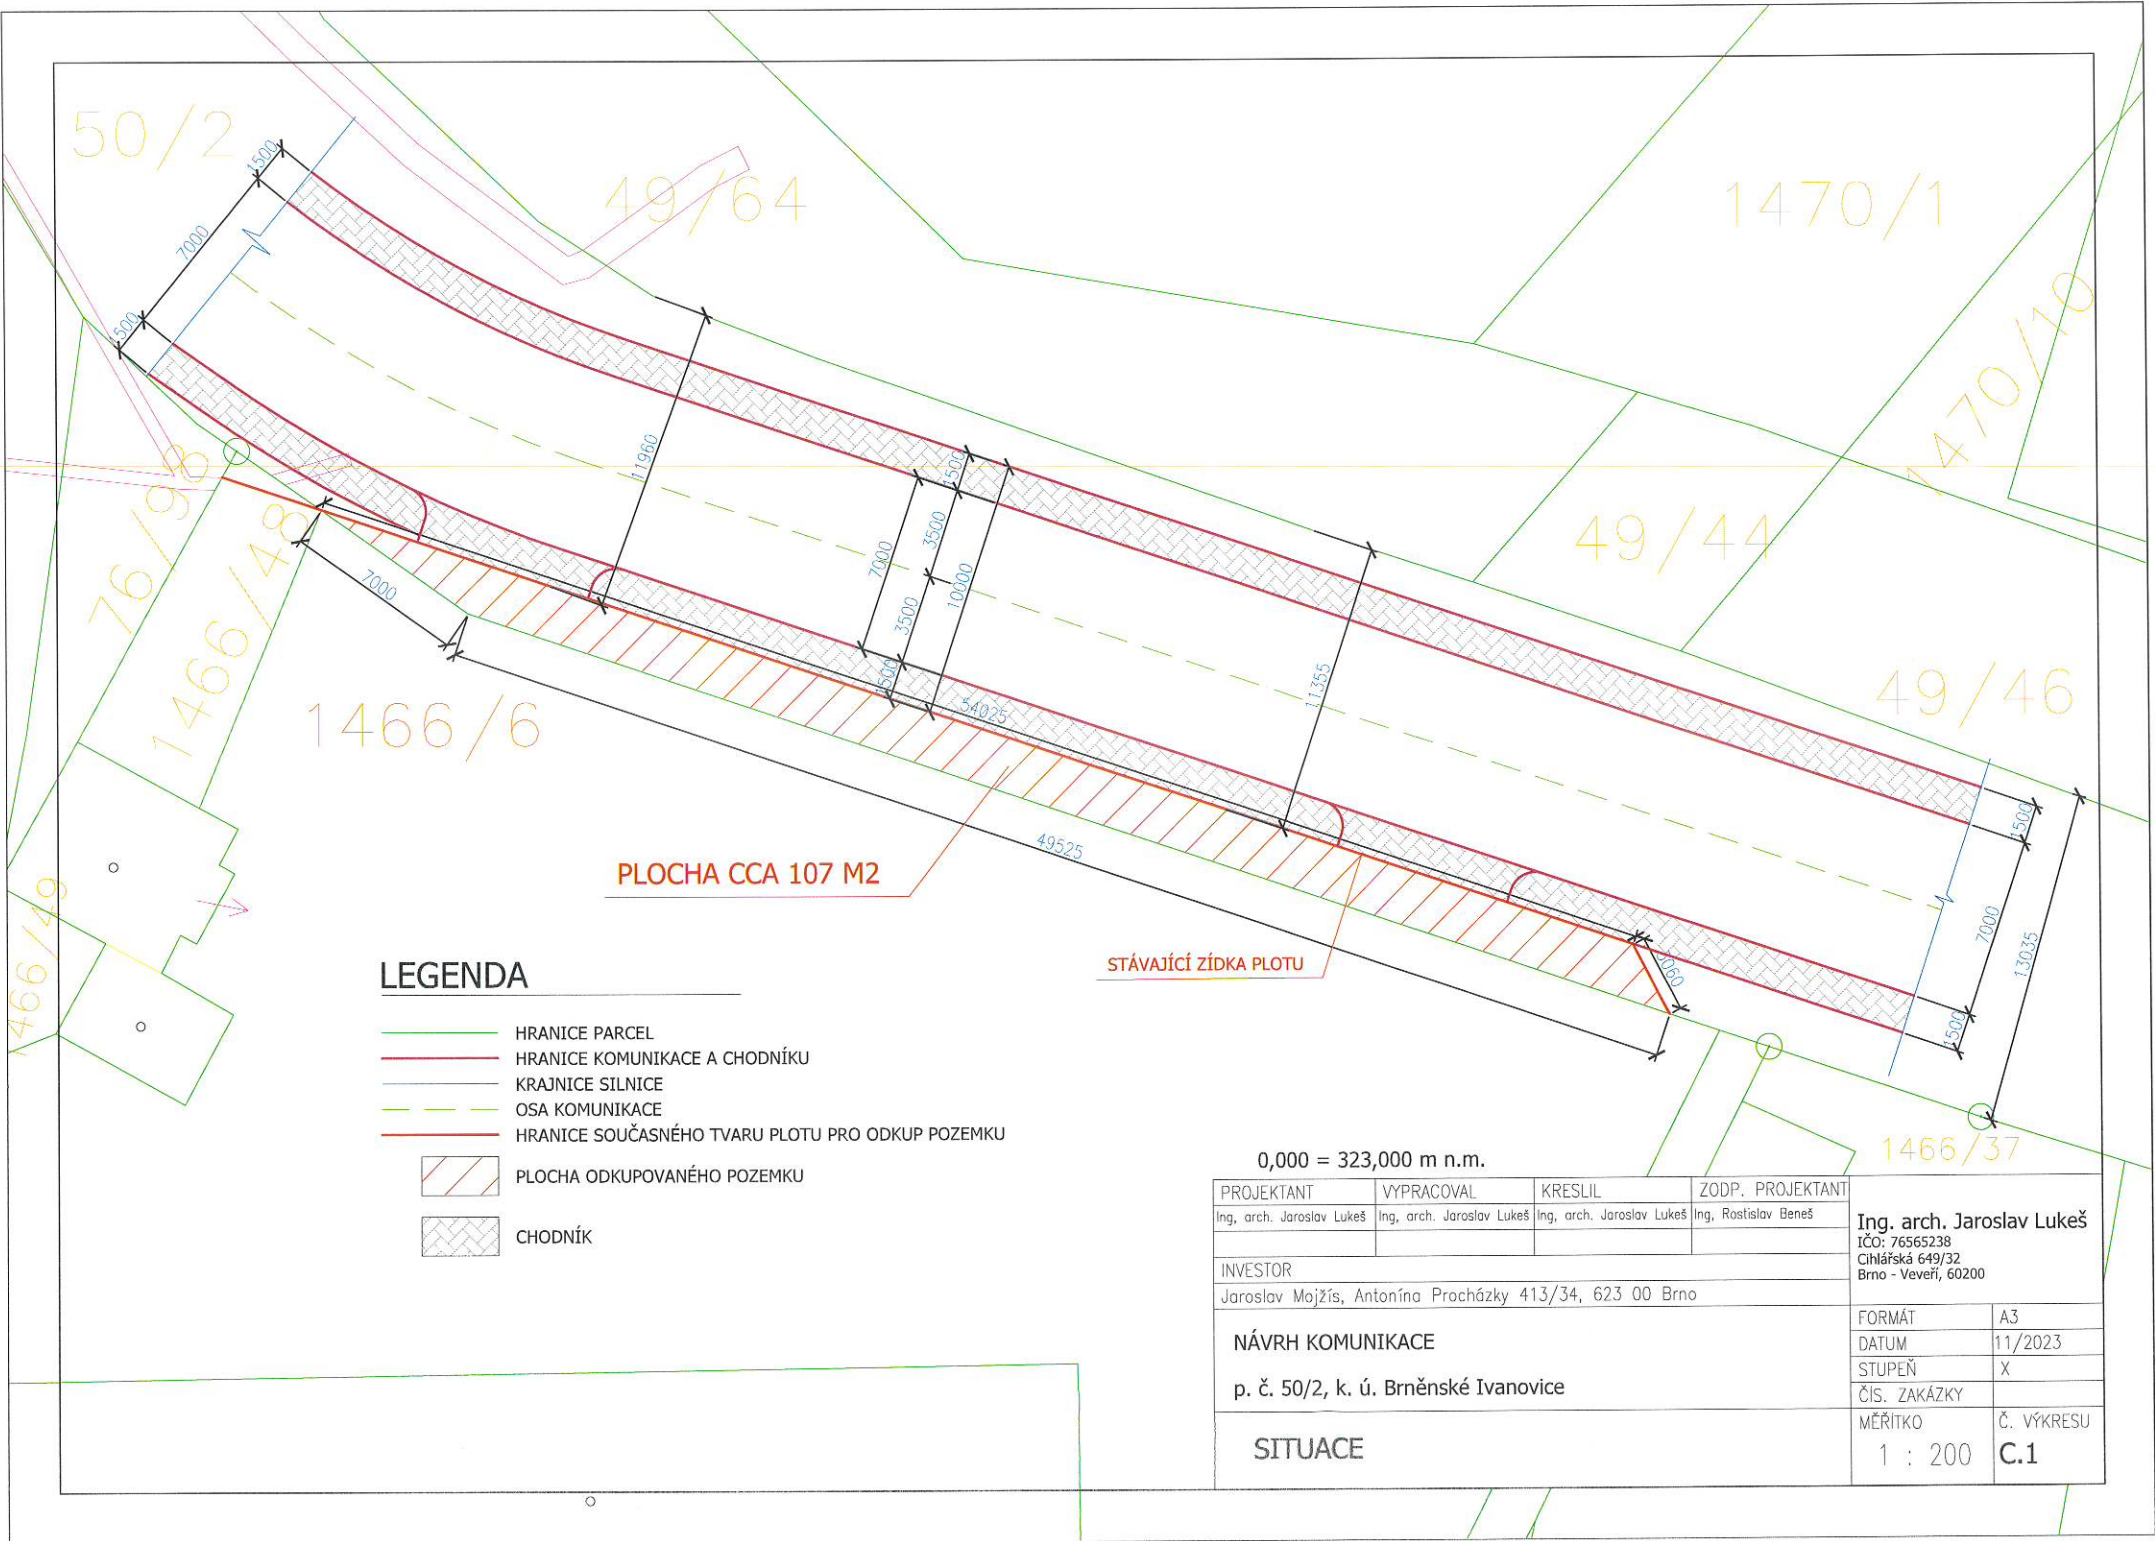 50/2
49/64
1470/1
1470/10
49/44
49/46
76/98
1466/48
1466/6
1466/49
1466/37
1500
7000
1500
11960
1500
3500
7000
10000
3500
1500
54025
11355
7000
49525
3060
1500
7000
13035
1500
PLOCHA CCA 107 M2
STÁVAJÍCÍ ZÍDKA PLOTU
LEGENDA
HRANICE PARCEL
HRANICE KOMUNIKACE A CHODNÍKU
KRAJNICE SILNICE
OSA KOMUNIKACE
HRANICE SOUČASNÉHO TVARU PLOTU PRO ODKUP POZEMKU
PLOCHA ODKUPOVANÉHO POZEMKU
CHODNÍK
0,000 = 323,000 m n.m.
PROJEKTANT VYPRACOVAL KRESLIL ZODP. PROJEKTANT
Ing, arch. Jaroslav Lukeš Ing, arch. Jaroslav Lukeš Ing, arch. Jaroslav Lukeš Ing, Rostislav Beneš
INVESTOR
Jaroslav Mojžís, Antonína Procházky 413/34, 623 00 Brno
NÁVRH KOMUNIKACE
p. č. 50/2, k. ú. Brněnské Ivanovice
SITUACE
Ing. arch. Jaroslav Lukeš
IČO: 76565238
Cihlářská 649/32
Brno - Veveří, 60200
FORMÁT A3
DATUM 11/2023
STUPEŇ X
ČÍS. ZAKÁZKY
MĚŘÍTKO Č. VÝKRESU
1 : 200 C.1